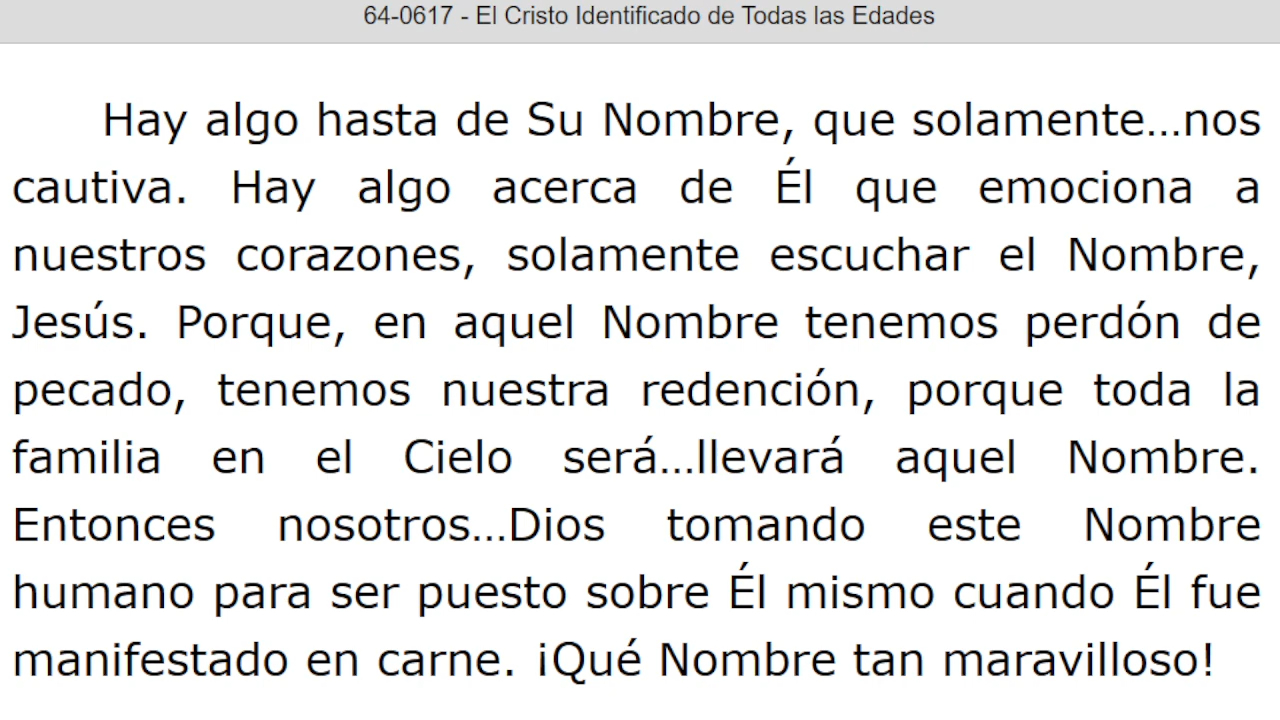 64-0617 - El Cristo Identificado de Todas las Edades
Hay algo hasta de Su Nombre, que solamente...nos
cautiva. Hay algo acerca de Él que emociona a
nuestros corazones, solamente escuchar el Nombre,
Jesús. Porque, en aquel Nombre tenemos perdón de
pecado, tenemos nuestra redención, porque toda la
familia en el Cielo será...llevará aquel Nombre.
Entonces nosotros...Dios tomando este Nombre
humano para ser puesto sobre Él mismo cuando Él fue
manifestado en carne. ¡Qué Nombre tan maravilloso!